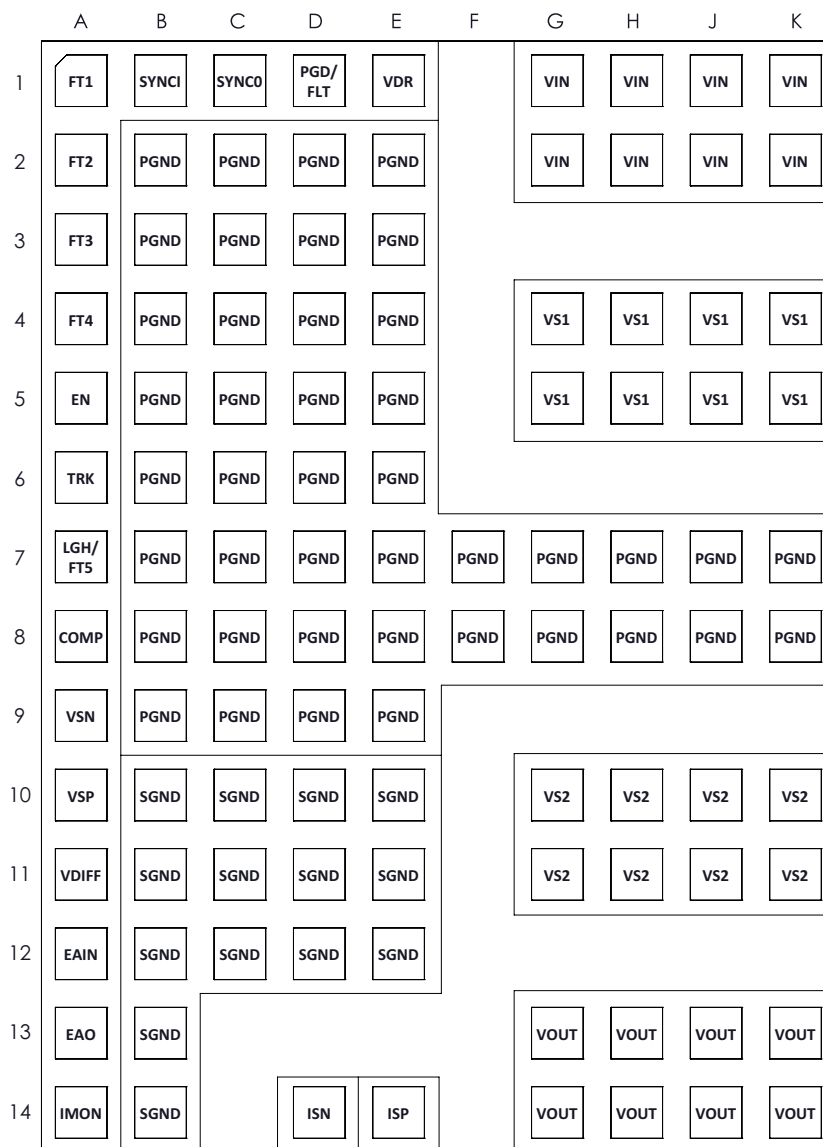 A B C D E F G H J K
1 FT1 SYNCI SYNC0 PGD/ FLT VDR VIN VIN VIN VIN
2 FT2 PGND PGND PGND PGND VIN VIN VIN VIN
3 FT3 PGND PGND PGND PGND
4 FT4 PGND PGND PGND PGND VS1 VS1 VS1 VS1
5 EN PGND PGND PGND PGND VS1 VS1 VS1 VS1
6 TRK PGND PGND PGND PGND
7 LGH/ FT5 PGND PGND PGND PGND PGND PGND PGND PGND PGND
8 COMP PGND PGND PGND PGND PGND PGND PGND PGND PGND
9 VSN PGND PGND PGND PGND
10 VSP SGND SGND SGND SGND VS2 VS2 VS2 VS2
11 VDIFF SGND SGND SGND SGND VS2 VS2 VS2 VS2
12 EAIN SGND SGND SGND SGND
13 EAO SGND VOUT VOUT VOUT VOUT
14 IMON SGND ISN ISP VOUT VOUT VOUT VOUT